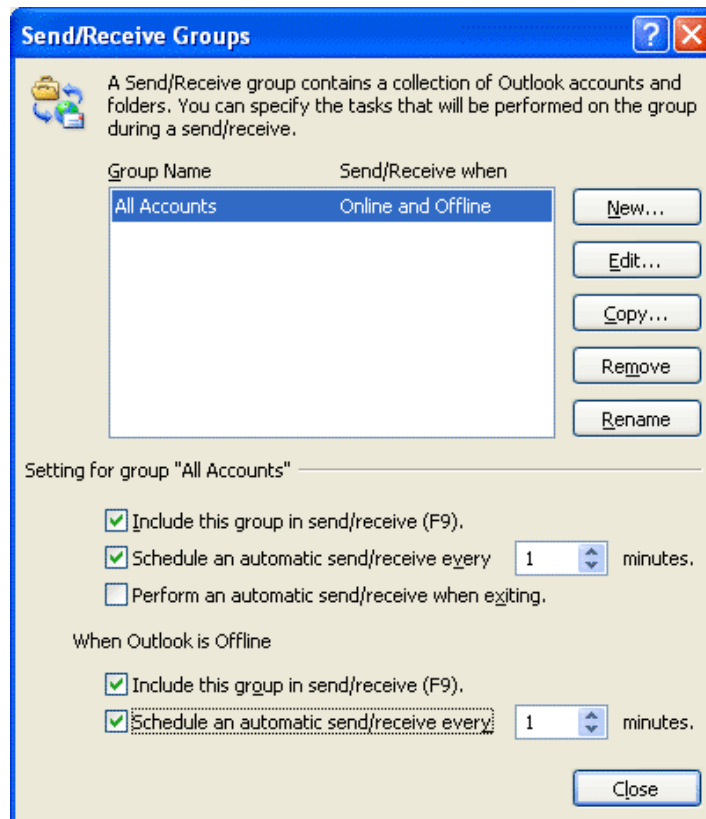 Send/Receive Groups
A Send/Receive group contains a collection of Outlook accounts and
folders. You can specify the tasks that will be performed on the group
during a send/receive.
Group Name Send/Receive when
All Accounts Online and Offline
New...
Edit...
Copy...
Remove
Rename
Setting for group "All Accounts"
Include this group in send/receive (F9).
Schedule an automatic send/receive every 1 minutes.
Perform an automatic send/receive when exiting.
When Outlook is Offline
Include this group in send/receive (F9).
Schedule an automatic send/receive every 1 minutes.
Close